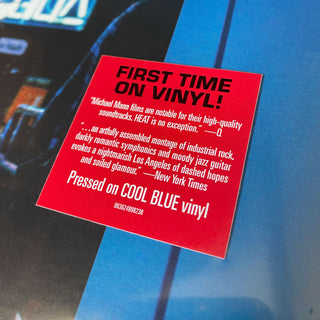 FIRST TIME
ON VINYL!
"Michael Mann films are notable for their high-quality
soundtracks. HEAT is no exception." —Q
"...an artfully assembled montage of industrial rock,
darkly romantic symphonics and moody jazz guitar
evokes a nightmarish Los Angeles of dashed hopes
and soiled glamour." —New York Times
Pressed on COOL BLUE vinyl